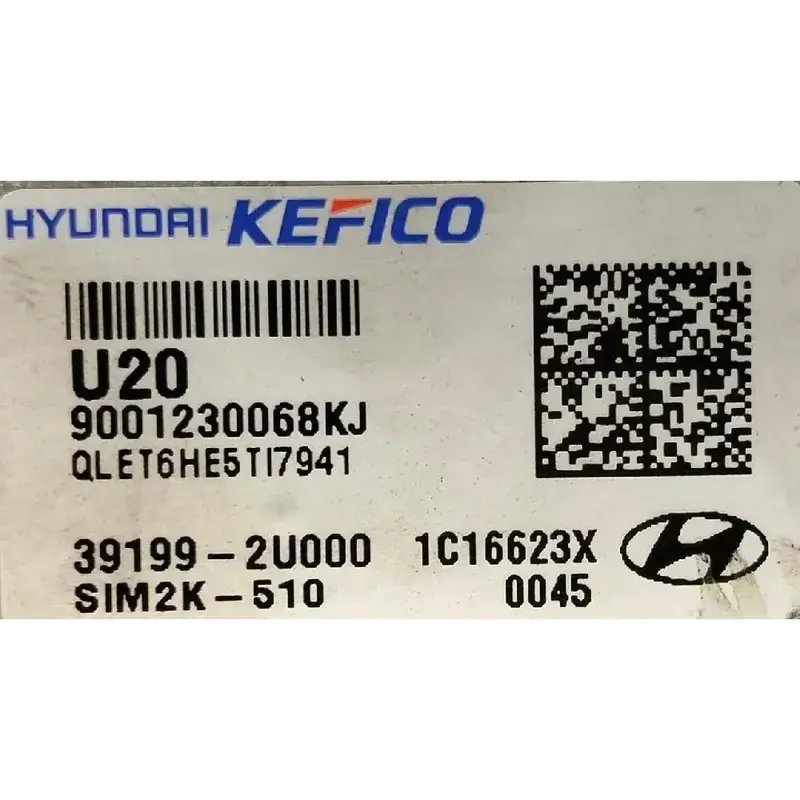 HYUNDAI KEFICO
U20
9001230068KJ
QLET6HE5TI7941
39199-2U000 1C16623X
SIM2K-510 0045